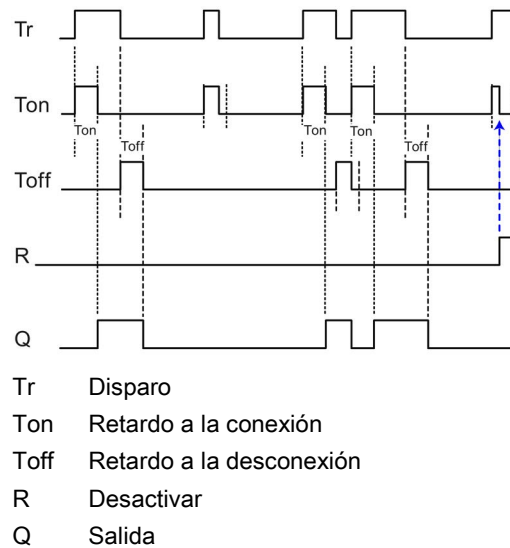 Tr
Ton
Ton Ton Ton
Toff Toff
Toff
R
Q
Tr Disparo
Ton Retardo a la conexión
Toff Retardo a la desconexión
R Desactivar
Q Salida